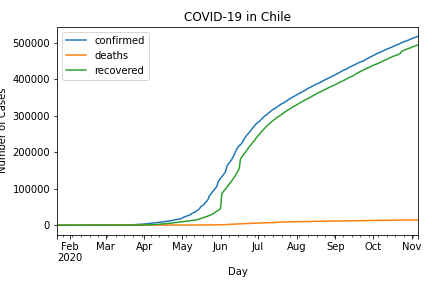 COVID-19 in Chile
confirmed
deaths
recovered
500000
400000
300000
200000
100000
0
Number of Cases
Feb Mar Apr May Jun Jul Aug Sep Oct Nov
2020
Day